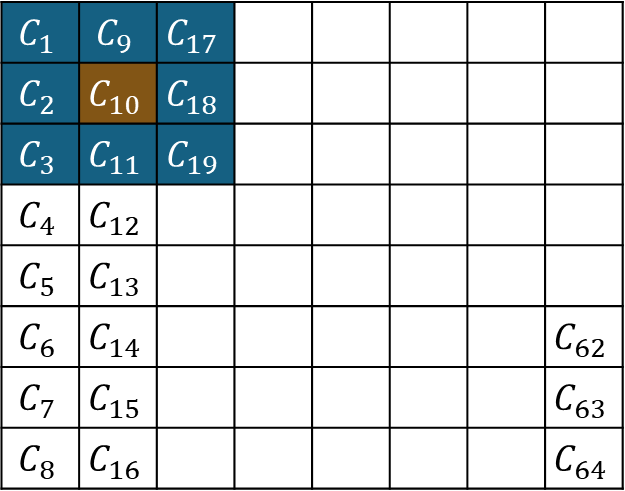 C₁ C₉ C₁₇
C₂ C₁₀ C₁₈
C₃ C₁₁ C₁₉
C₄ C₁₂
C₅ C₁₃
C₆ C₁₄ C₆₂
C₇ C₁₅ C₆₃
C₈ C₁₆ C₆₄